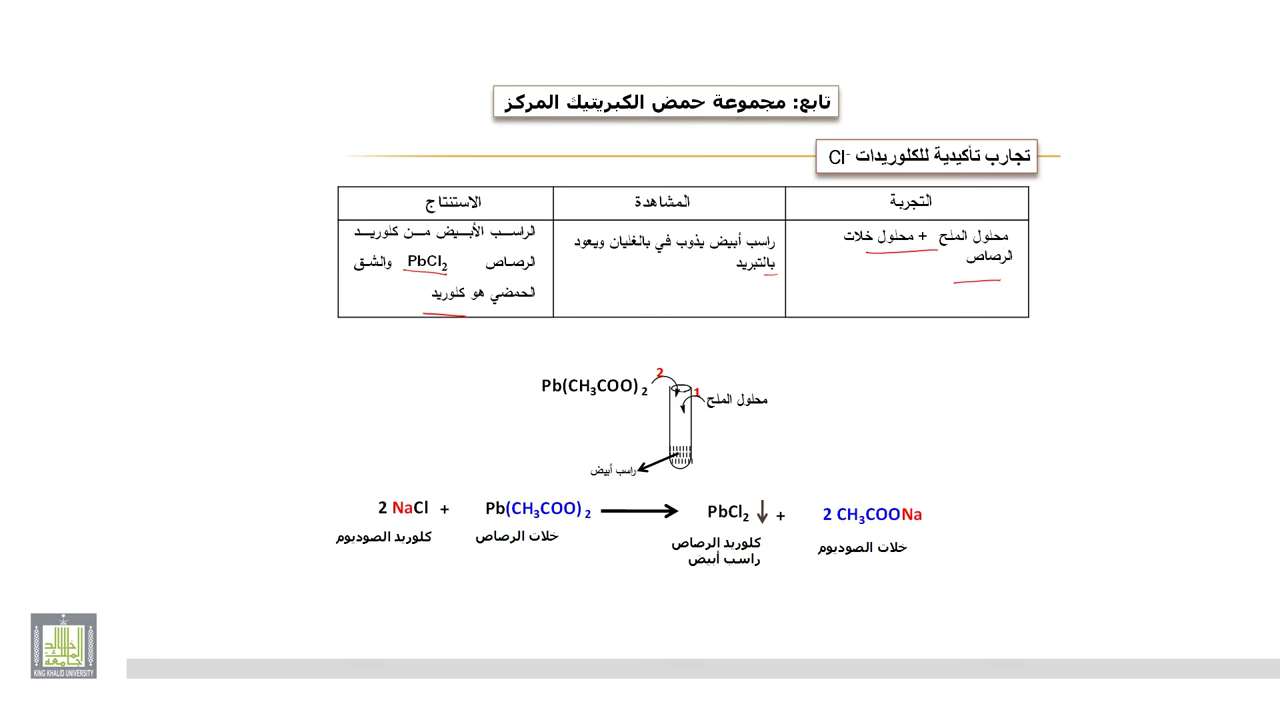 تابع: مجموعة حمض الكبريتيك المركز
تجارب تأكيدية للكلوريدات Cl⁻
التجربة
المشاهدة
الاستنتاج
محلول الملح + محلول خلات
الرصاص
راسب أبيض يذوب في بالغليان ويعود
بالتبريد
الراسب الأبيض من كلوريد
الرصاص PbCl₂ والشق
الحمضي هو كلوريد
Pb(CH₃COO)₂
2
1
محلول الملح
راسب أبيض
2 NaCl + Pb(CH₃COO)₂ → PbCl₂ ↓ + 2 CH₃COONa
كلوريد الصوديوم
خلات الرصاص
كلوريد الرصاص
راسب أبيض
خلات الصوديوم
جامعة الملك خالد
KING KHALID UNIVERSITY